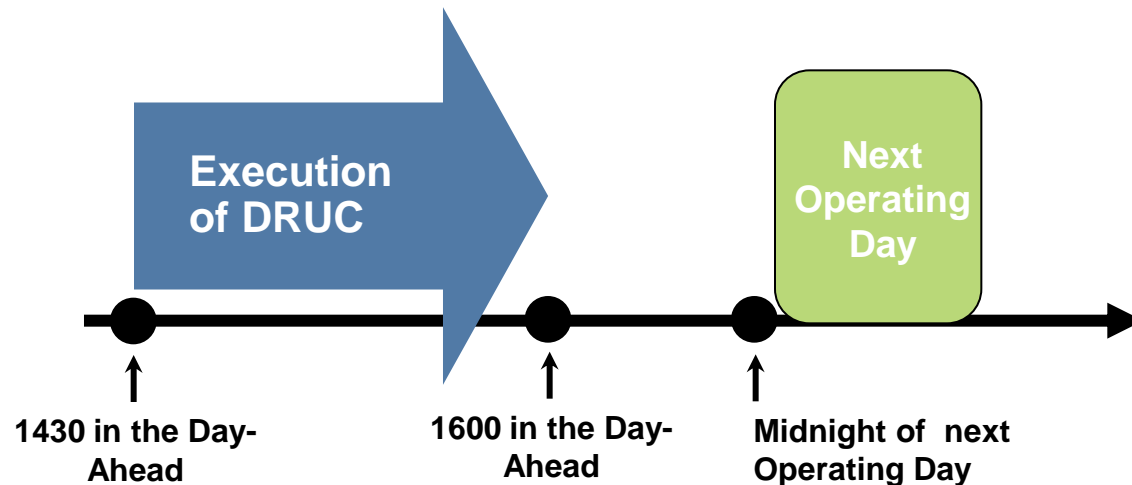 Execution
of DRUC
Next
Operating
Day
1430 in the Day-
Ahead
1600 in the Day-
Ahead
Midnight of next
Operating Day